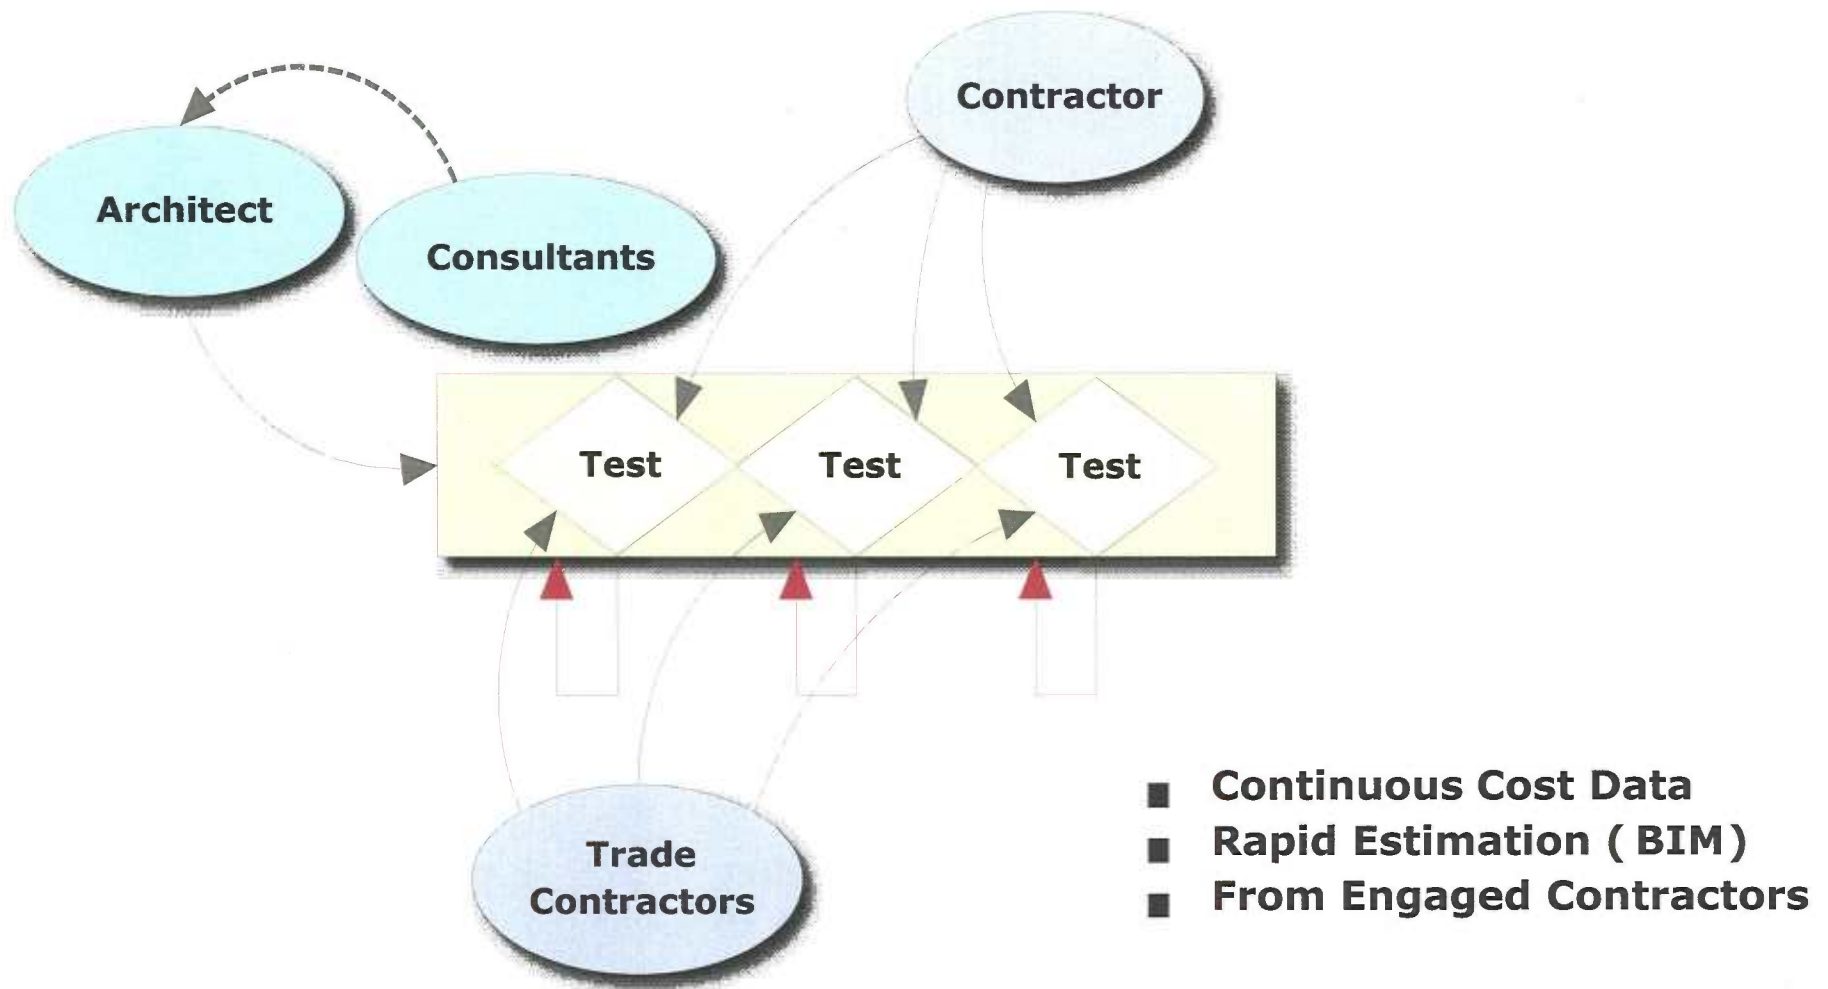 Contractor
Architect
Consultants
Test Test Test
Trade
Contractors
■ Continuous Cost Data
■ Rapid Estimation ( BIM )
■ From Engaged Contractors